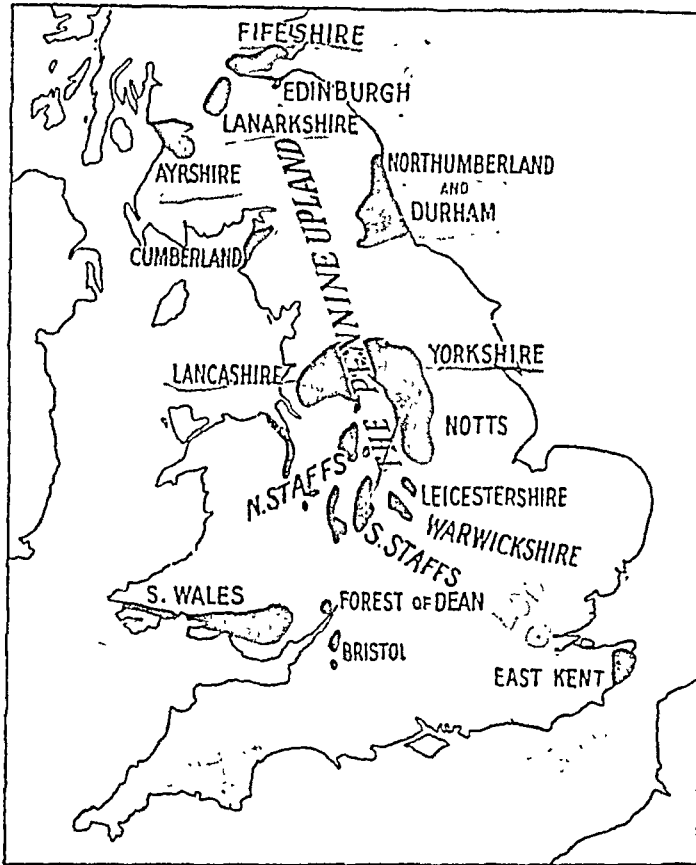 FIFESHIRE
EDINBURGH
LANARKSHIRE
AYRSHIRE
NORTHUMBERLAND
AND
DURHAM
CUMBERLAND
THE PENNINE UPLAND
LANCASHIRE
YORKSHIRE
NOTTS
N. STAFFS
LEICESTERSHIRE
WARWICKSHIRE
S. STAFFS
S. WALES
FOREST OF DEAN
BRISTOL
EAST KENT